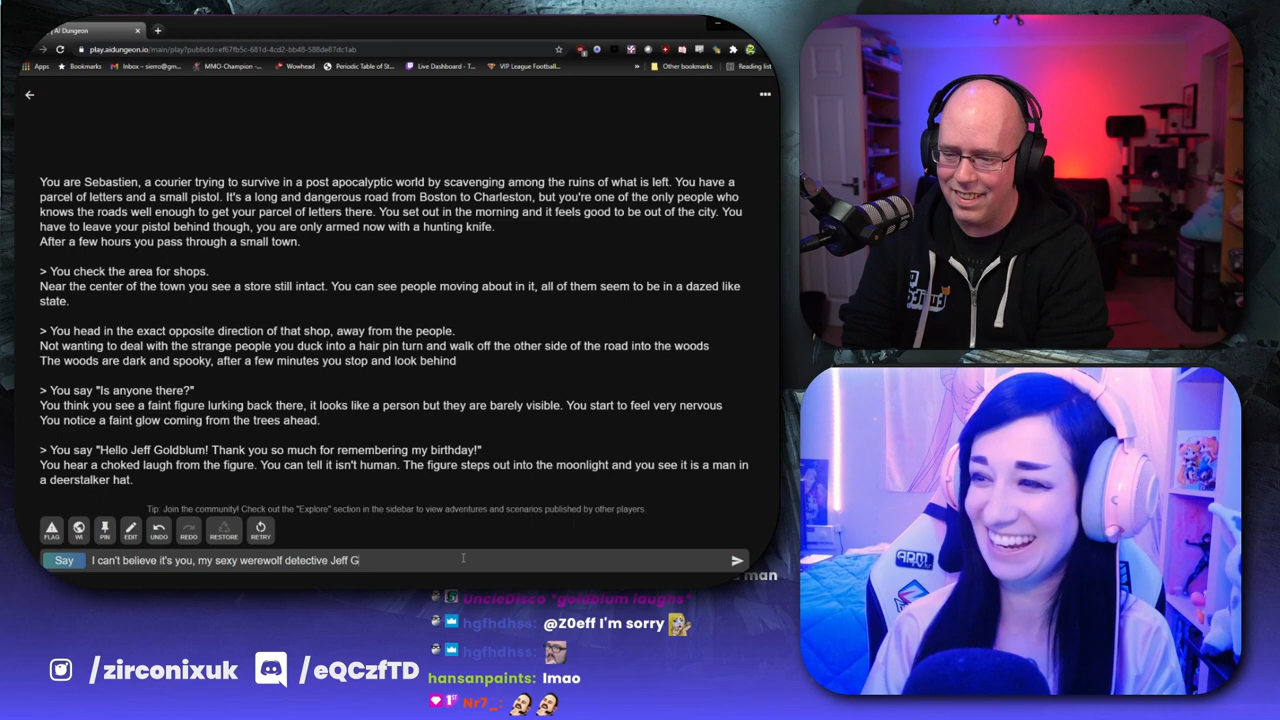 AI Dungeon
play.aidungeon.io/main/play?publicId=ef67fb5c-681d-4cd2-bb48-588de87dc1ab
Apps
Bookmarks
Inbox – sierro@gm...
MMO-Champion -...
Wowhead
Periodic Table of St...
Live Dashboard - T...
VIP League Football...
»
Other bookmarks
Reading list
You are Sebastien, a courier trying to survive in a post apocalyptic world by scavenging among the ruins of what is left. You have a
parcel of letters and a small pistol. It's a long and dangerous road from Boston to Charleston, but you're one of the only people who
knows the roads well enough to get your parcel of letters there. You set out in the morning and it feels good to be out of the city. You
have to leave your pistol behind though, you are only armed now with a hunting knife.
After a few hours you pass through a small town.
> You check the area for shops.
Near the center of the town you see a store still intact. You can see people moving about in it, all of them seem to be in a dazed like
state.
> You head in the exact opposite direction of that shop, away from the people.
Not wanting to deal with the strange people you duck into a hair pin turn and walk off the other side of the road into the woods
The woods are dark and spooky, after a few minutes you stop and look behind
> You say "Is anyone there?"
You think you see a faint figure lurking back there, it looks like a person but they are barely visible. You start to feel very nervous
You notice a faint glow coming from the trees ahead.
> You say "Hello Jeff Goldblum! Thank you so much for remembering my birthday!"
You hear a choked laugh from the figure. You can tell it isn't human. The figure steps out into the moonlight and you see it is a man in
a deerstalker hat.
Tip: Join the community! Check out the "Explore" section in the sidebar to view adventures and scenarios published by other players.
FLAG
WI
PIN
EDIT
UNDO
REDO
RESTORE
RETRY
Say
I can't believe it's you, my sexy werewolf detective Jeff G
man
UncleDisco *goldblum laughs*
hgfhdhss: @Z0eff I'm sorry
hgfhdhss:
hansanpaints: lmao
Nr7_:
/zirconixuk
/eQCzfTD